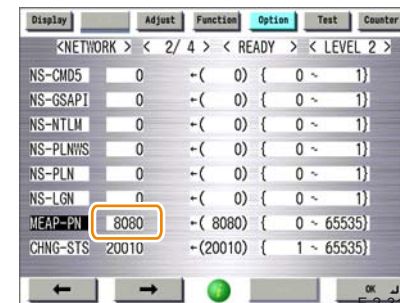 Display Adjust Function Option Test Counter
<NETWORK > < 2/ 4 > < READY > < LEVEL 2 >
NS-CMD5 0 ←( 0) { 0 ~ 1}
NS-GSAPI 0 ←( 0) { 0 ~ 1}
NS-NTLM 0 ←( 0) { 0 ~ 1}
NS-PLNWS 0 ←( 0) { 0 ~ 1}
NS-PLN 0 ←( 0) { 0 ~ 1}
NS-LGN 0 ←( 0) { 0 ~ 1}
MEAP-PN 8080 ←( 8080) { 0 ~ 65535}
CHNG-STS 20010 ←(20010) { 1 ~ 65535}
← → i OK ↵